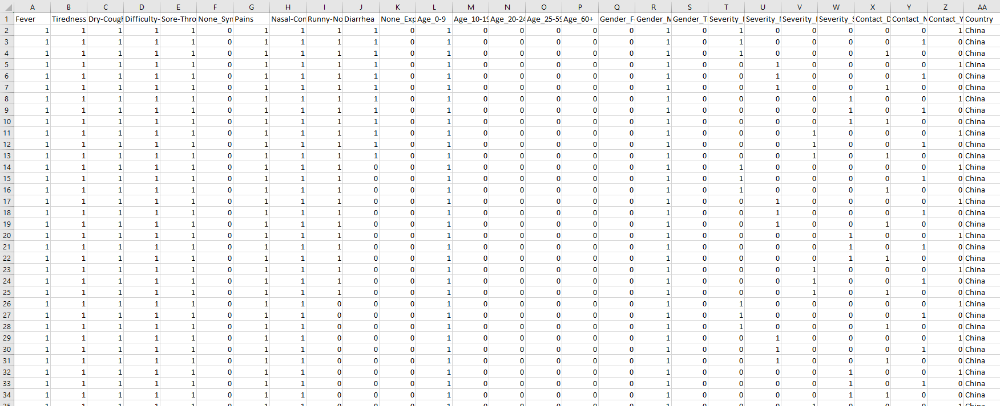 A B C D E F G H I J K L M N O P Q R S T U V W X Y Z AA
1 Fever Tiredness Dry-Cough Difficulty- Sore-Thro None_Sym Pains Nasal-Con Runny-No Diarrhea None_Exp Age_0-9 Age_10-19 Age_20-24 Age_25-59 Age_60+ Gender_F Gender_M Gender_T Severity_ Severity_ Severity_ Severity_S Contact_D Contact_N Contact_Y Country
2 1 1 1 1 1 0 1 1 1 1 0 1 0 0 0 0 0 1 0 1 0 0 0 0 0 1 China
3 1 1 1 1 1 0 1 1 1 1 0 1 0 0 0 0 0 1 0 1 0 0 0 0 1 0 China
4 1 1 1 1 1 0 1 1 1 1 0 1 0 0 0 0 0 1 0 1 0 0 0 1 0 0 China
5 1 1 1 1 1 0 1 1 1 1 0 1 0 0 0 0 0 1 0 0 1 0 0 0 0 1 China
6 1 1 1 1 1 0 1 1 1 1 0 1 0 0 0 0 0 1 0 0 1 0 0 0 1 0 China
7 1 1 1 1 1 0 1 1 1 1 0 1 0 0 0 0 0 1 0 0 1 0 0 1 0 0 China
8 1 1 1 1 1 0 1 1 1 1 0 1 0 0 0 0 0 1 0 0 0 0 1 0 0 1 China
9 1 1 1 1 1 0 1 1 1 1 0 1 0 0 0 0 0 1 0 0 0 0 1 0 1 0 China
10 1 1 1 1 1 0 1 1 1 1 0 1 0 0 0 0 0 1 0 0 0 0 1 1 0 0 China
11 1 1 1 1 1 0 1 1 1 1 0 1 0 0 0 0 0 1 0 0 0 1 0 0 0 1 China
12 1 1 1 1 1 0 1 1 1 1 0 1 0 0 0 0 0 1 0 0 0 1 0 0 1 0 China
13 1 1 1 1 1 0 1 1 1 1 0 1 0 0 0 0 0 1 0 0 0 1 0 1 0 0 China
14 1 1 1 1 1 0 1 1 1 0 0 1 0 0 0 0 0 1 0 1 0 0 0 0 0 1 China
15 1 1 1 1 1 0 1 1 1 0 0 1 0 0 0 0 0 1 0 1 0 0 0 0 1 0 China
16 1 1 1 1 1 0 1 1 1 0 0 1 0 0 0 0 0 1 0 1 0 0 0 1 0 0 China
17 1 1 1 1 1 0 1 1 1 0 0 1 0 0 0 0 0 1 0 0 1 0 0 0 0 1 China
18 1 1 1 1 1 0 1 1 1 0 0 1 0 0 0 0 0 1 0 0 1 0 0 0 1 0 China
19 1 1 1 1 1 0 1 1 1 0 0 1 0 0 0 0 0 1 0 0 1 0 0 1 0 0 China
20 1 1 1 1 1 0 1 1 1 0 0 1 0 0 0 0 0 1 0 0 0 0 1 0 0 1 China
21 1 1 1 1 1 0 1 1 1 0 0 1 0 0 0 0 0 1 0 0 0 0 1 0 1 0 China
22 1 1 1 1 1 0 1 1 1 0 0 1 0 0 0 0 0 1 0 0 0 0 1 1 0 0 China
23 1 1 1 1 1 0 1 1 1 0 0 1 0 0 0 0 0 1 0 0 0 1 0 0 0 1 China
24 1 1 1 1 1 0 1 1 1 0 0 1 0 0 0 0 0 1 0 0 0 1 0 0 1 0 China
25 1 1 1 1 1 0 1 1 1 0 0 1 0 0 0 0 0 1 0 0 0 1 0 1 0 0 China
26 1 1 1 1 1 0 1 1 0 0 0 1 0 0 0 0 0 1 0 1 0 0 0 0 0 1 China
27 1 1 1 1 1 0 1 1 0 0 0 1 0 0 0 0 0 1 0 1 0 0 0 0 1 0 China
28 1 1 1 1 1 0 1 1 0 0 0 1 0 0 0 0 0 1 0 1 0 0 0 1 0 0 China
29 1 1 1 1 1 0 1 1 0 0 0 1 0 0 0 0 0 1 0 0 1 0 0 0 0 1 China
30 1 1 1 1 1 0 1 1 0 0 0 1 0 0 0 0 0 1 0 0 1 0 0 0 1 0 China
31 1 1 1 1 1 0 1 1 0 0 0 1 0 0 0 0 0 1 0 0 1 0 0 1 0 0 China
32 1 1 1 1 1 0 1 1 0 0 0 1 0 0 0 0 0 1 0 0 0 0 1 0 0 1 China
33 1 1 1 1 1 0 1 1 0 0 0 1 0 0 0 0 0 1 0 0 0 0 1 0 1 0 China
34 1 1 1 1 1 0 1 1 0 0 0 1 0 0 0 0 0 1 0 0 0 0 1 1 0 0 China